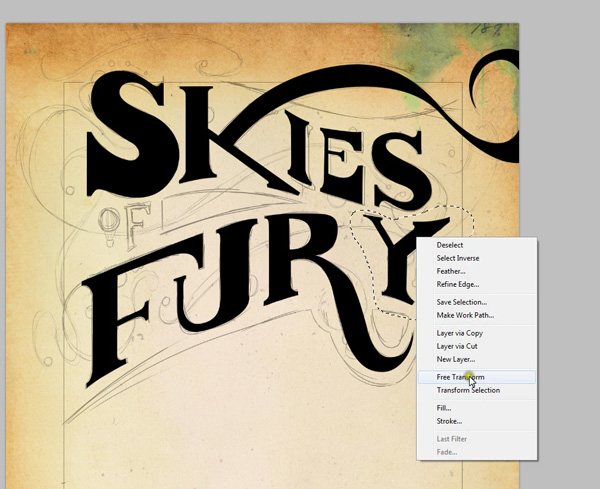 SKIES
OF
FURY
Deselect
Select Inverse
Feather...
Refine Edge...
Save Selection...
Make Work Path...
Layer via Copy
Layer via Cut
New Layer...
Free Transform
Transform Selection
Fill...
Stroke...
Last Filter
Fade...